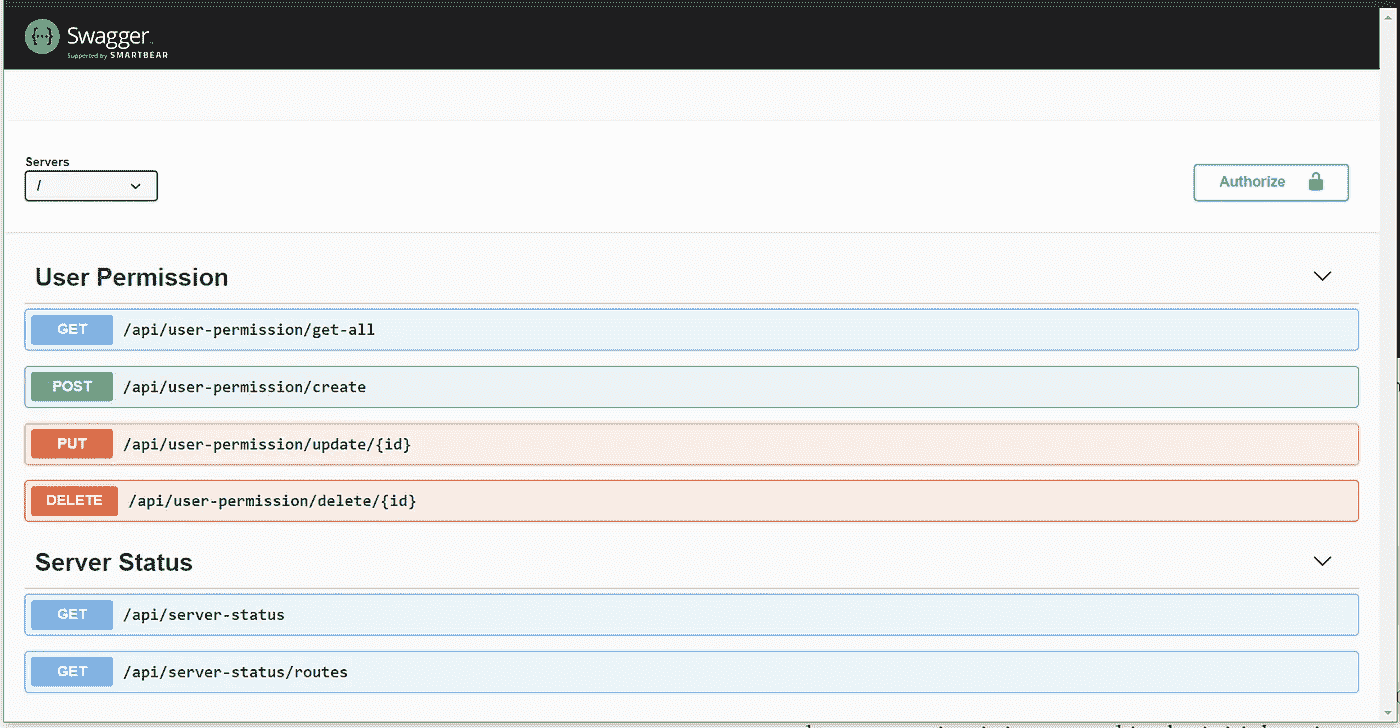 Swagger
Supported by SMARTBEAR
Servers
/
Authorize
User Permission
GET /api/user-permission/get-all
POST /api/user-permission/create
PUT /api/user-permission/update/{id}
DELETE /api/user-permission/delete/{id}
Server Status
GET /api/server-status
GET /api/server-status/routes